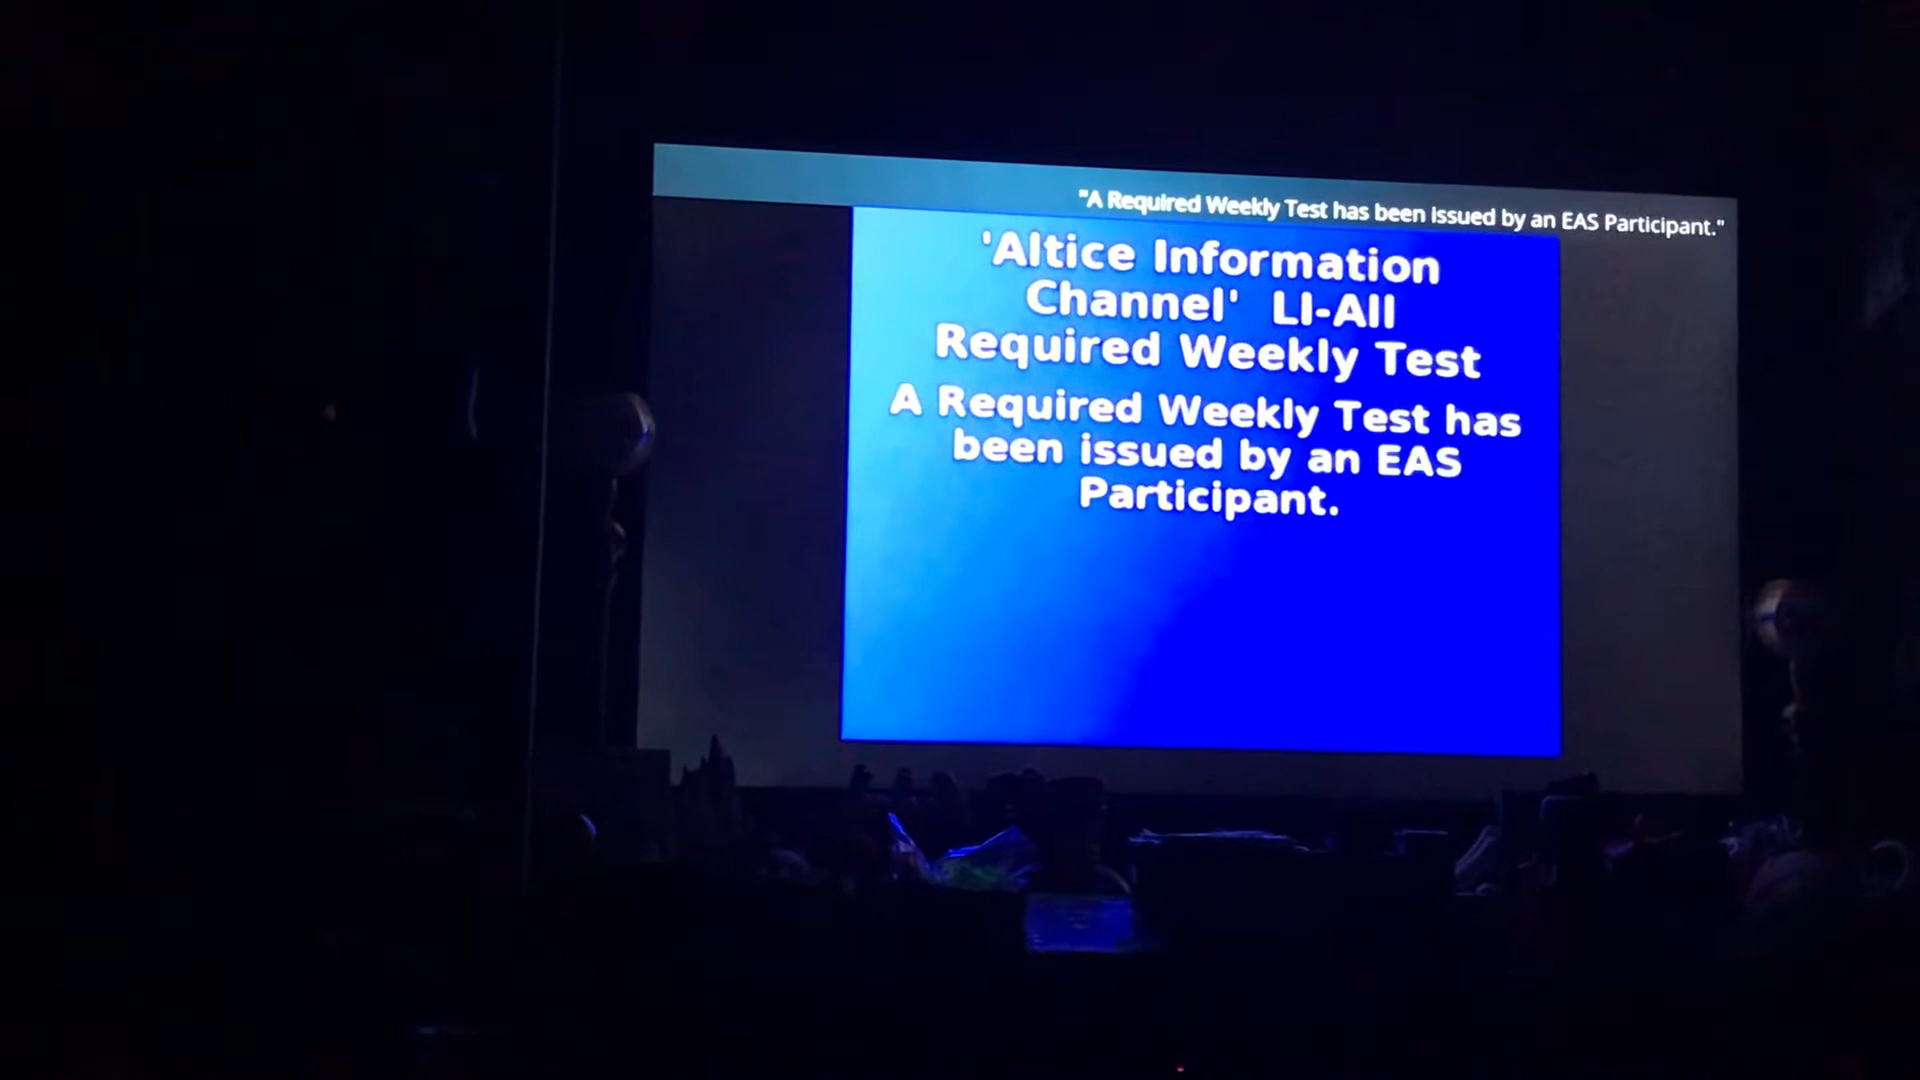 "A Required Weekly Test has been issued by an EAS Participant."
'Altice Information
Channel'  LI-All
Required Weekly Test
A Required Weekly Test has
been issued by an EAS
Participant.